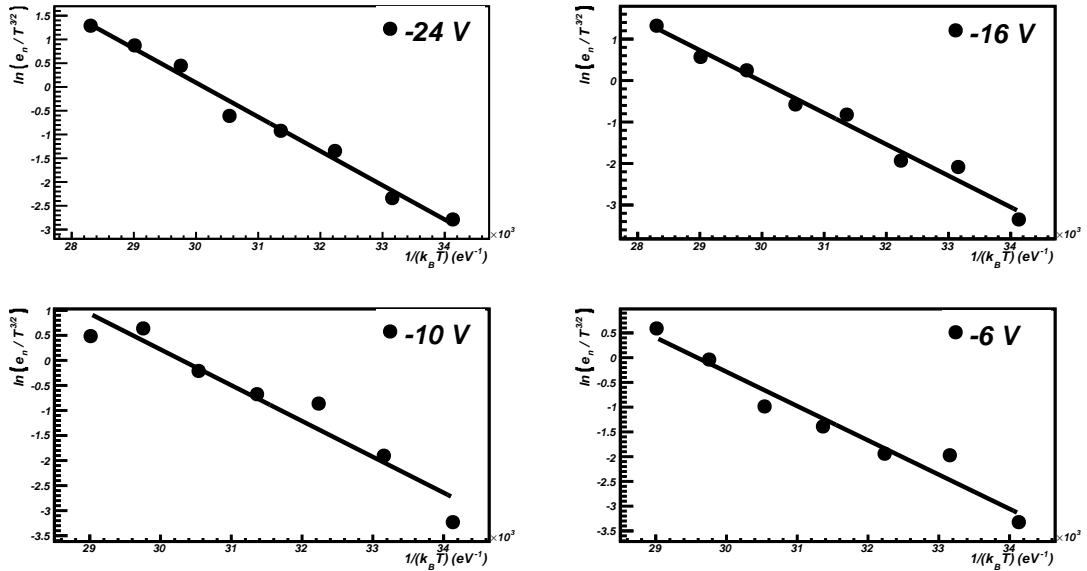 ln [ e_n / T^{3/2} ]
-24 V
1.5
1
0.5
0
-0.5
-1
-1.5
-2
-2.5
-3
28 29 30 31 32 33 34
×10^3
1/(k_B T) (eV^{-1})
ln [ e_n / T^{3/2} ]
-16 V
1
0
-1
-2
-3
28 29 30 31 32 33 34
×10^3
1/(k_B T) (eV^{-1})
ln [ e_n / T^{3/2} ]
-10 V
1
0.5
0
-0.5
-1
-1.5
-2
-2.5
-3
-3.5
29 30 31 32 33 34
×10^3
1/(k_B T) (eV^{-1})
ln [ e_n / T^{3/2} ]
-6 V
0.5
0
-0.5
-1
-1.5
-2
-2.5
-3
-3.5
29 30 31 32 33 34
×10^3
1/(k_B T) (eV^{-1})